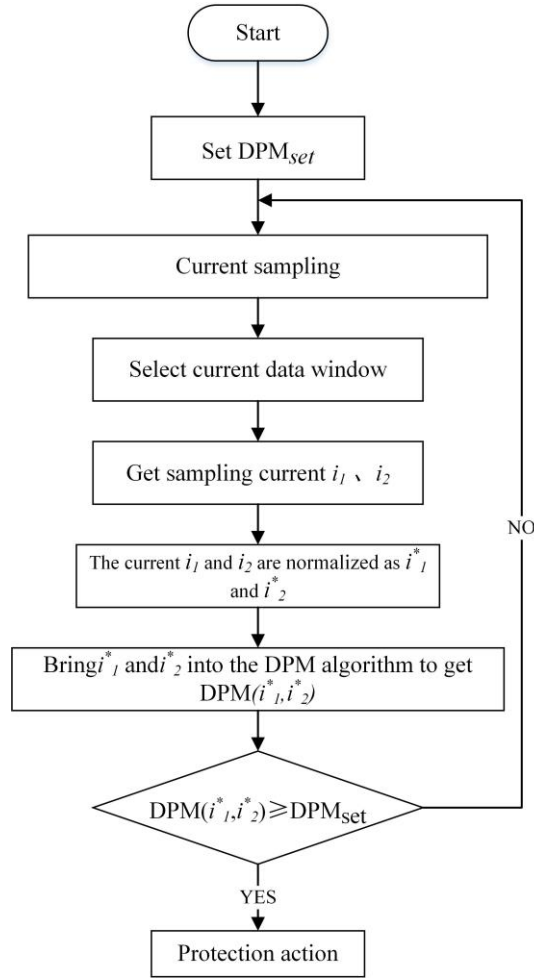 Start
Set DPMset
Current sampling
Select current data window
Get sampling current i1 、 i2
The current i1 and i2 are normalized as i*1
and i*2
Bringi*1 andi*2 into the DPM algorithm to get
DPM(i*1,i*2)
DPM(i*1,i*2)≥DPMset
NO
YES
Protection action